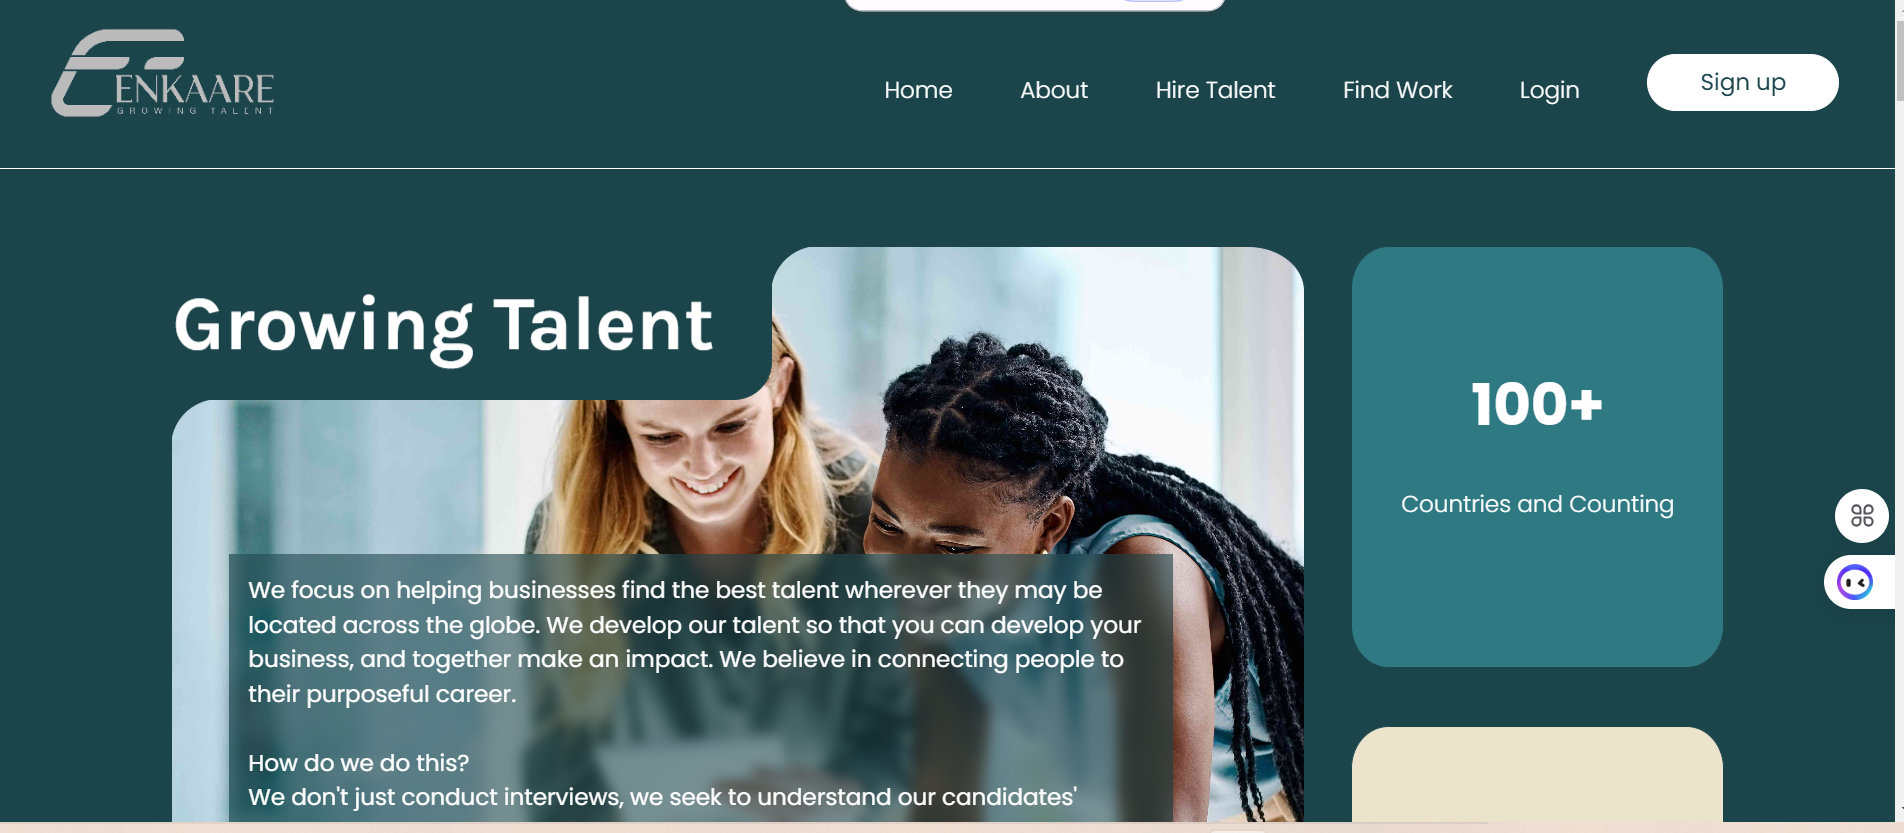 ENKAARE
GROWING TALENT
Home
About
Hire Talent
Find Work
Login
Sign up
Growing Talent
100+
Countries and Counting
We focus on helping businesses find the best talent wherever they may be
located across the globe. We develop our talent so that you can develop your
business, and together make an impact. We believe in connecting people to
their purposeful career.
How do we do this?
We don't just conduct interviews, we seek to understand our candidates'